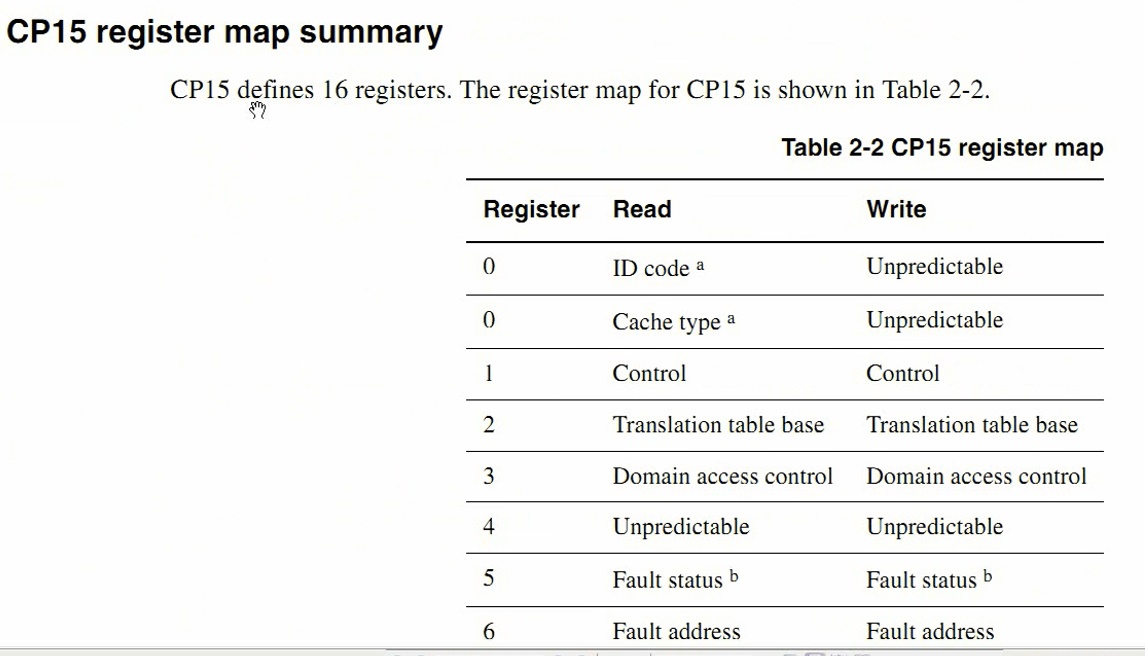 CP15 register map summary
CP15 defines 16 registers. The register map for CP15 is shown in Table 2-2.
Table 2-2 CP15 register map
Register Read Write
0 ID code a Unpredictable
0 Cache type a Unpredictable
1 Control Control
2 Translation table base Translation table base
3 Domain access control Domain access control
4 Unpredictable Unpredictable
5 Fault status b Fault status b
6 Fault address Fault address